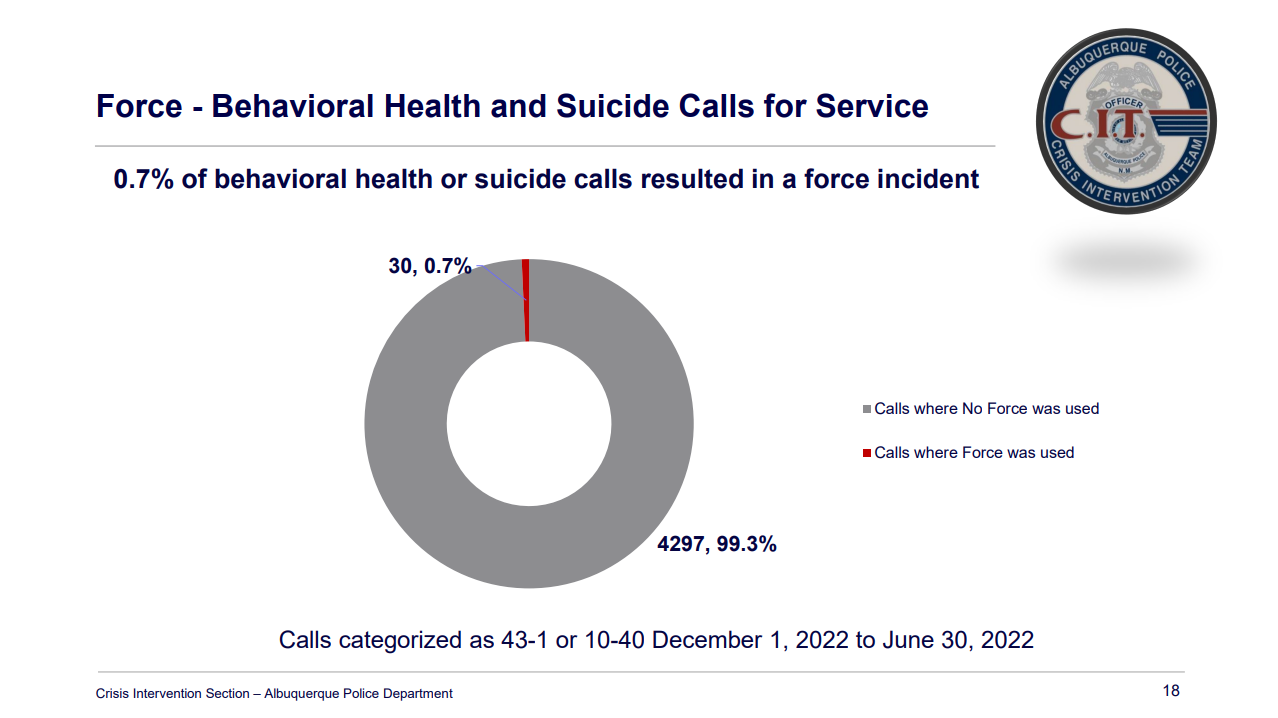 Force - Behavioral Health and Suicide Calls for Service
ALBUQUERQUE POLICE
OFFICER
C.I.T.
ALBUQUERQUE POLICE
N.M.
CRISIS INTERVENTION TEAM
0.7% of behavioral health or suicide calls resulted in a force incident
30, 0.7%
Calls where No Force was used
Calls where Force was used
4297, 99.3%
Calls categorized as 43-1 or 10-40 December 1, 2022 to June 30, 2022
Crisis Intervention Section – Albuquerque Police Department
18